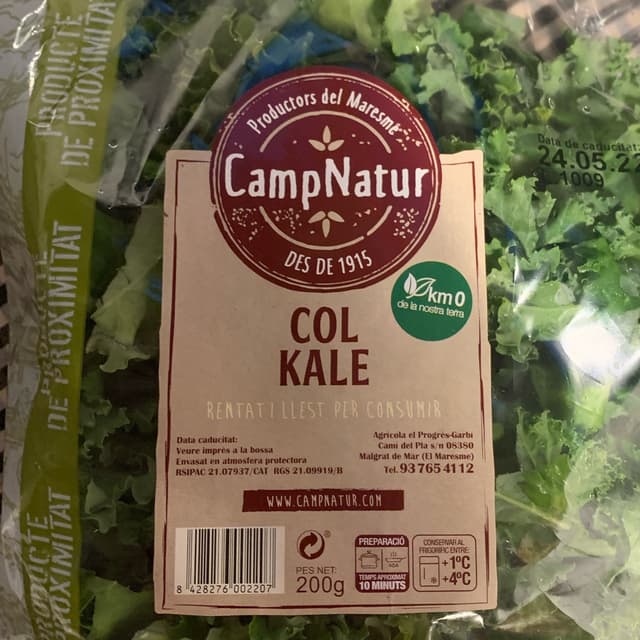 PRODUCTE
DE PROXIMITAT
Productors del Maresme
CampNatur
DES DE 1915
Data de caducitat:
24.05.22
1009
km 0
de la nostra terra
COL
KALE
RENTAT I LLEST PER CONSUMIR
Data caducitat:
Veure imprès a la bossa
Envasat en atmosfera protectora
RSIPAC 21.07937/CAT RGS 21.09919/B
Agrícola el Progrés-Garbí
Camí del Pla s/n 08380
Malgrat de Mar (El Maresme)
Tel. 93 765 41 12
WWW.CAMPNATUR.COM
8 428276 002207
PES NET:
200g
PREPARACIÓ
TEMPS APROXIMAT
10 MINUTS
CONSERVAR AL
FRIGORÍFIC ENTRE:
+1ºC
+4ºC
DE PROXIMITAT
PRODUCTE
PROXIMITAT